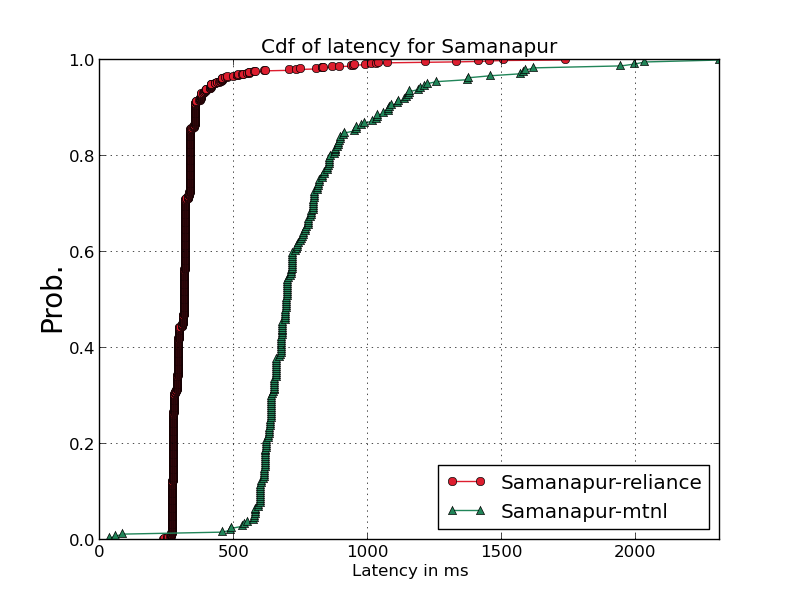 Cdf of latency for Samanapur
1.0
0.8
0.6
0.4
0.2
0.0
Prob.
0 500 1000 1500 2000
Latency in ms
Samanapur-reliance
Samanapur-mtnl